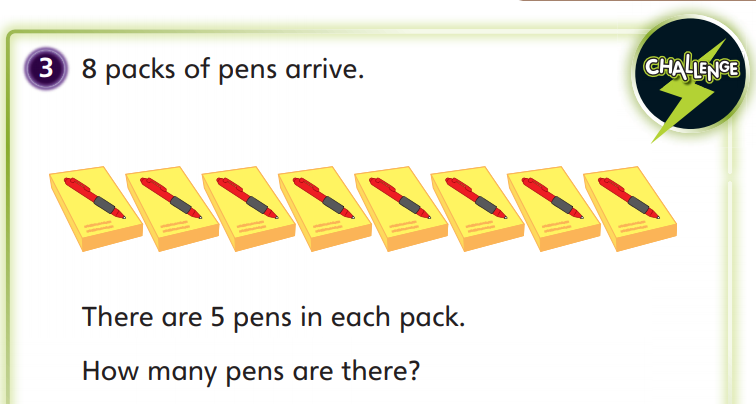 3 8 packs of pens arrive.
CHALLENGE
There are 5 pens in each pack.
How many pens are there?